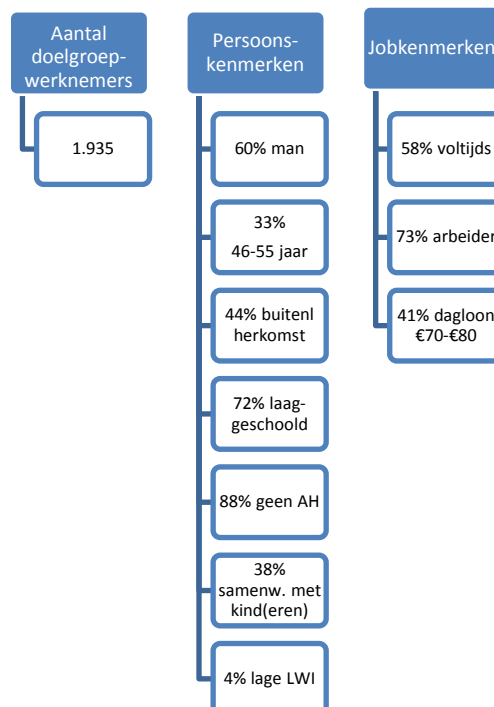 Aantal
doelgroep-
werknemers
1.935
Persoons-
kenmerken
60% man
33%
46-55 jaar
44% buitenl
herkomst
72% laag-
geschoold
88% geen AH
38%
samenw. met
kind(eren)
4% lage LWI
Jobkenmerken
58% voltijds
73% arbeider
41% dagloon
€70-€80